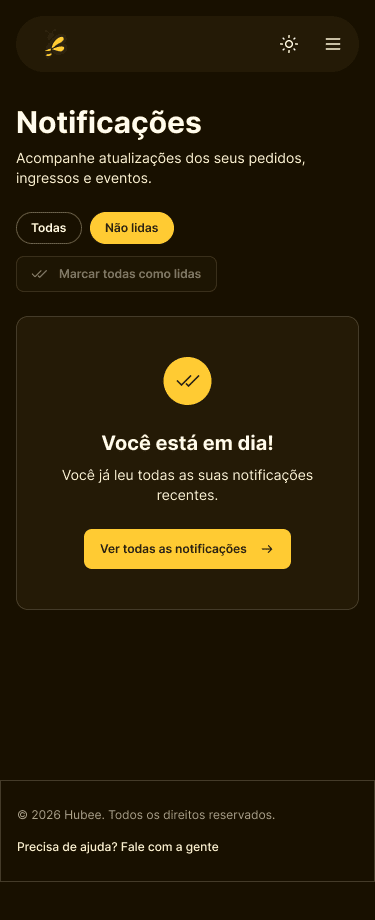 Notificações
Acompanhe atualizações dos seus pedidos,
ingressos e eventos.
Todas
Não lidas
Marcar todas como lidas
Você está em dia!
Você já leu todas as suas notificações
recentes.
Ver todas as notificações
© 2026 Hubee. Todos os direitos reservados.
Precisa de ajuda? Fale com a gente